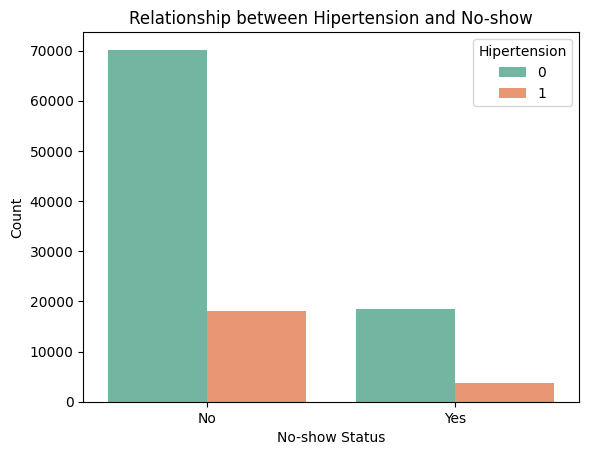 Relationship between Hipertension and No-show
Hipertension
0
1
Count
70000
60000
50000
40000
30000
20000
10000
0
No
Yes
No-show Status